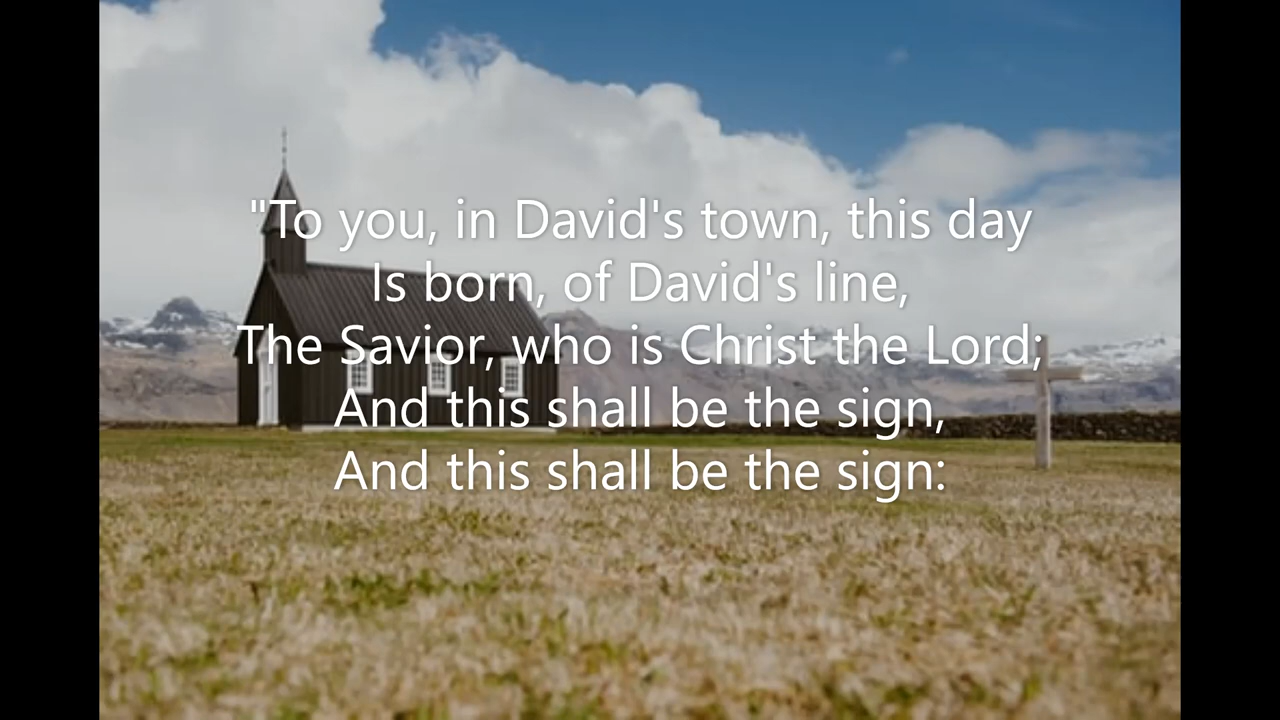 "To you, in David's town, this day
Is born, of David's line,
The Savior, who is Christ the Lord;
And this shall be the sign,
And this shall be the sign: